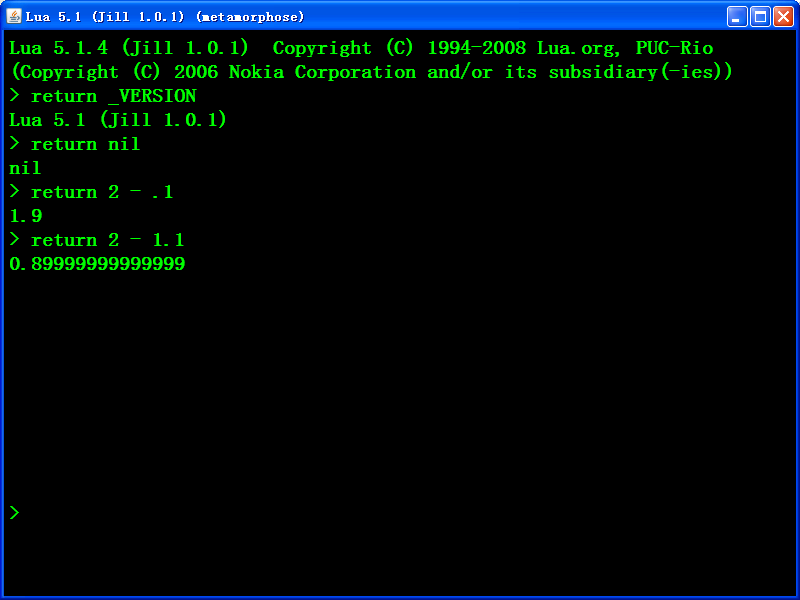 Lua 5.1 (Jill 1.0.1) (metamorphose)
Lua 5.1.4 (Jill 1.0.1)  Copyright (C) 1994-2008 Lua.org, PUC-Rio
(Copyright (C) 2006 Nokia Corporation and/or its subsidiary(-ies))
> return _VERSION
Lua 5.1 (Jill 1.0.1)
> return nil
nil
> return 2 - .1
1.9
> return 2 - 1.1
0.89999999999999
>